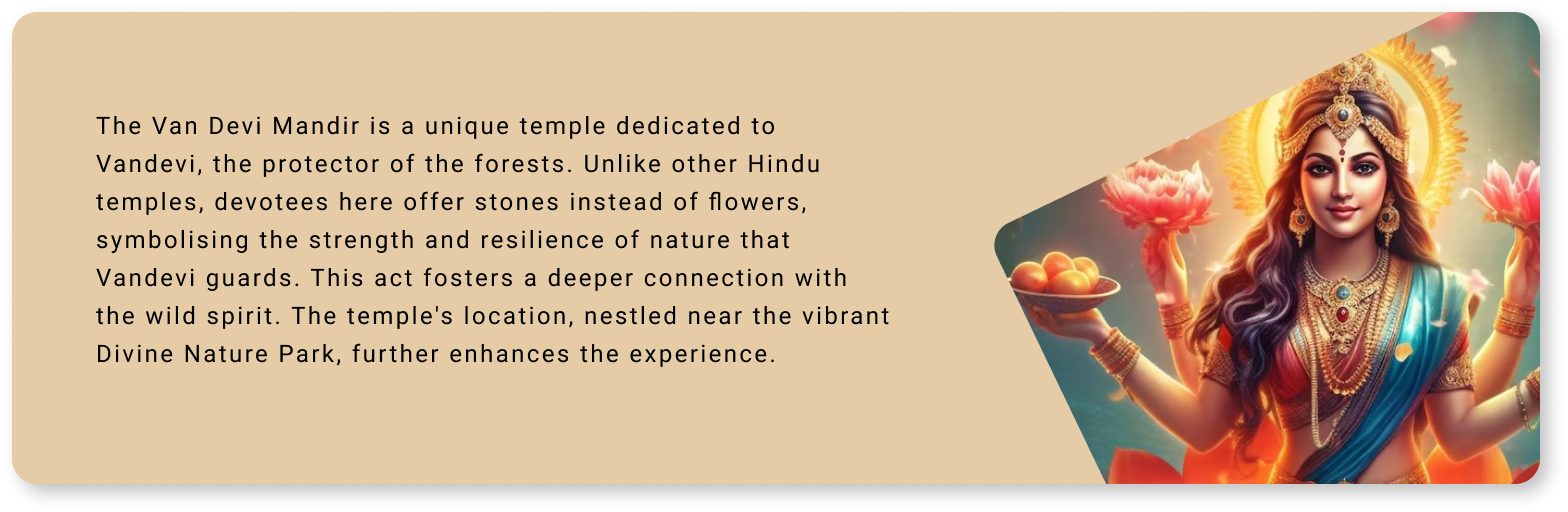 The Van Devi Mandir is a unique temple dedicated to
Vandevi, the protector of the forests. Unlike other Hindu
temples, devotees here offer stones instead of flowers,
symbolising the strength and resilience of nature that
Vandevi guards. This act fosters a deeper connection with
the wild spirit. The temple's location, nestled near the vibrant
Divine Nature Park, further enhances the experience.